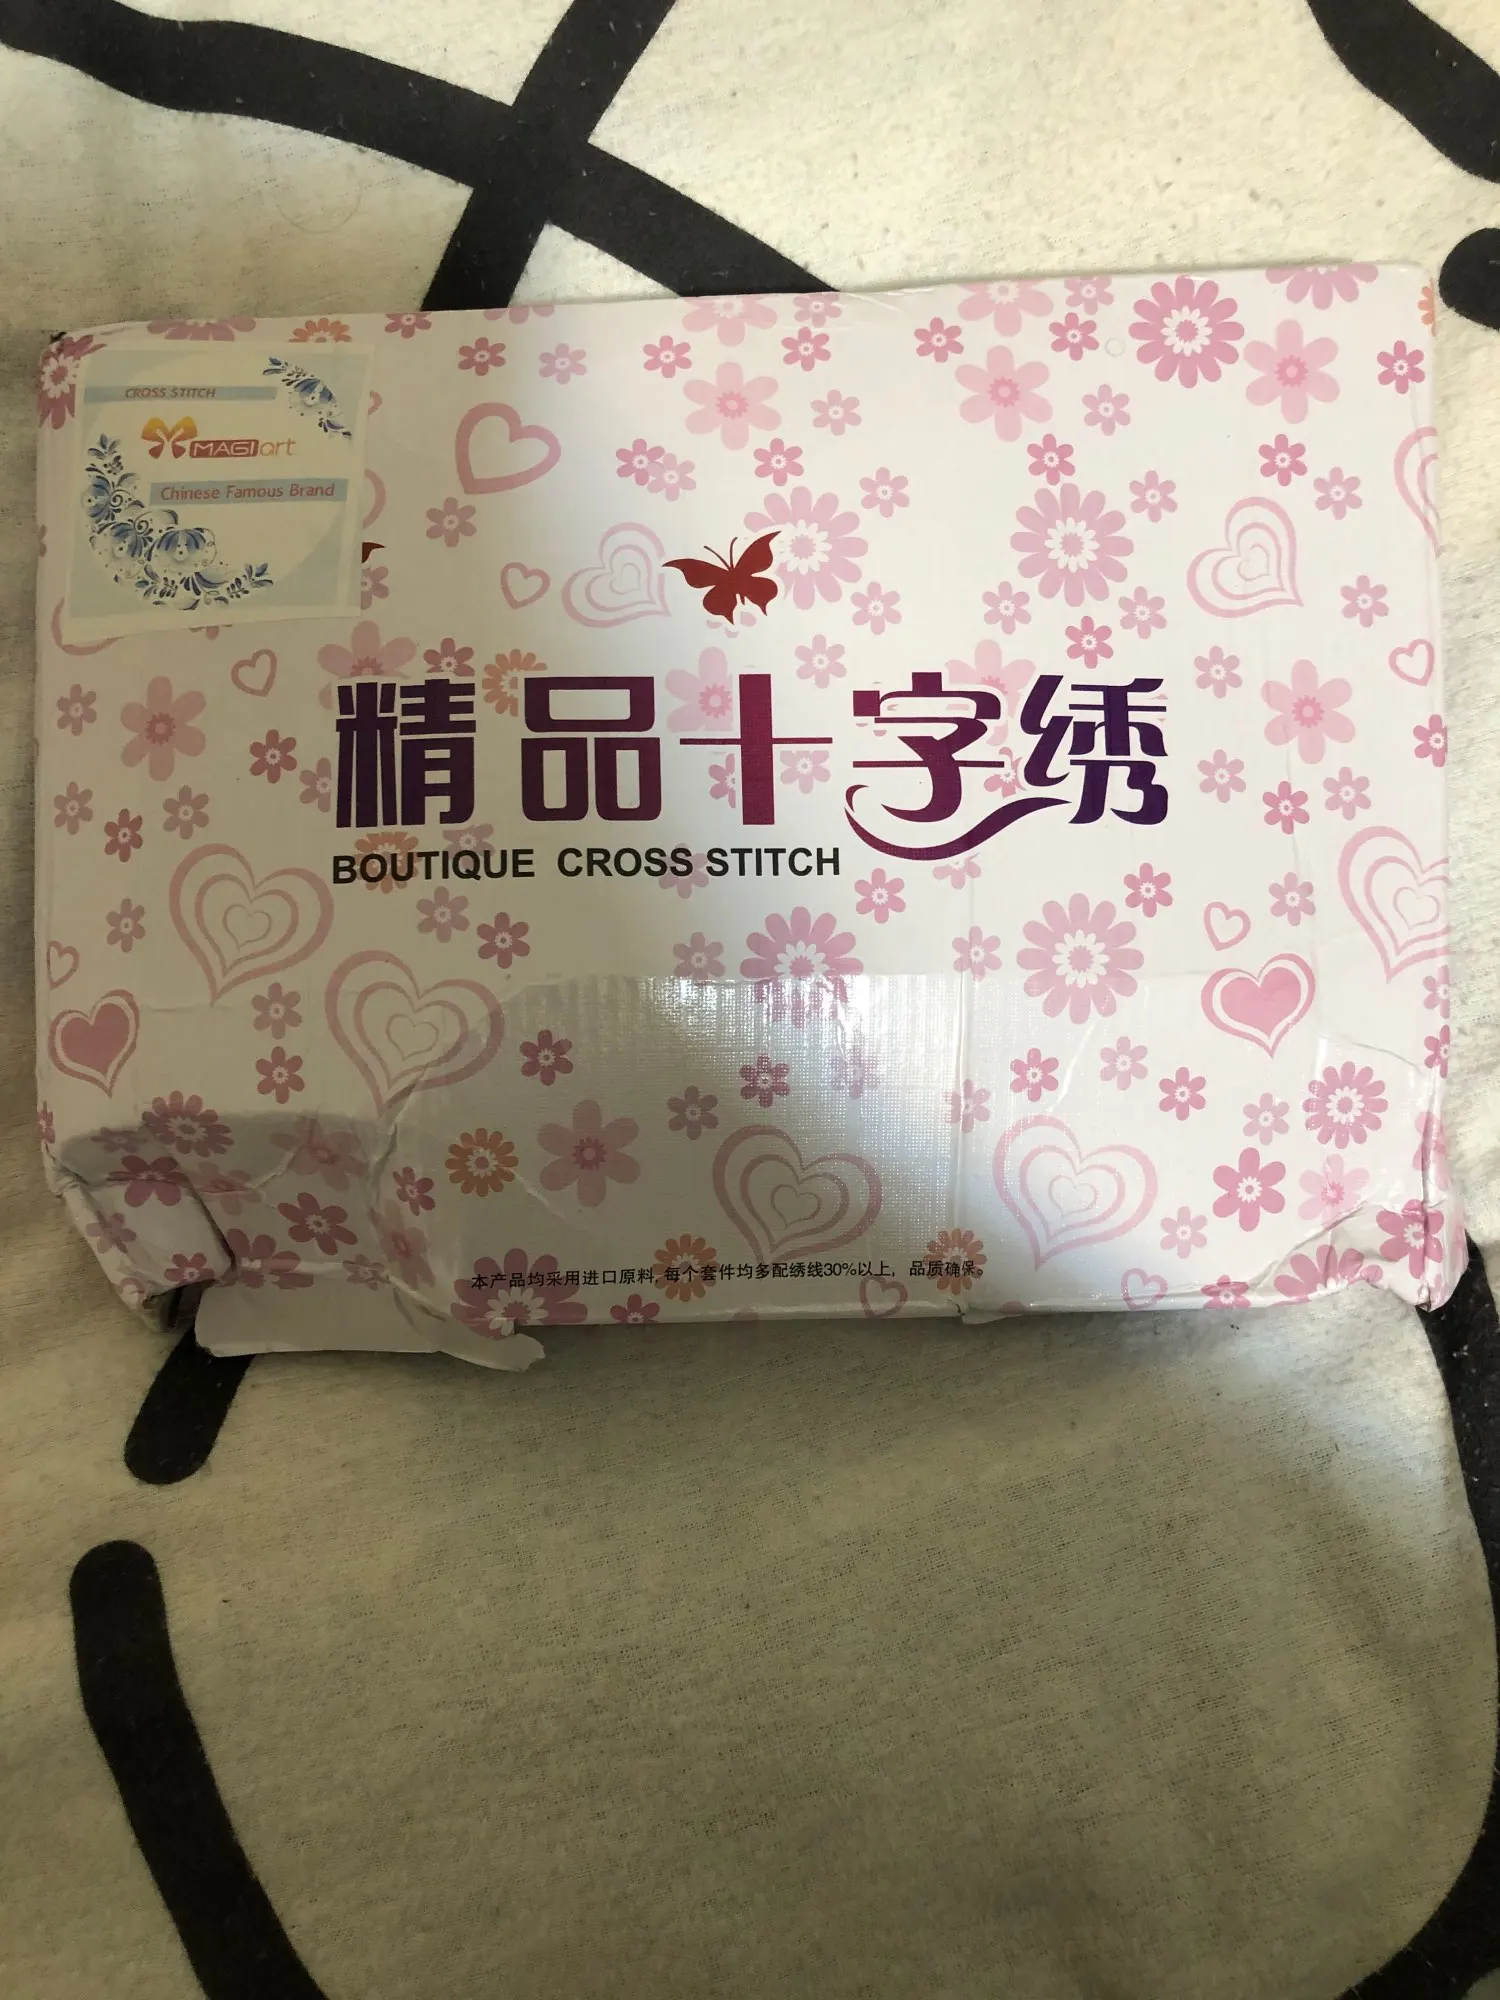 CROSS STITCH
MAGI art
Chinese Famous Brand
精品十字绣
BOUTIQUE CROSS STITCH
本产品均采用进口原料, 每个套件均多配绣线30%以上, 品质确保。